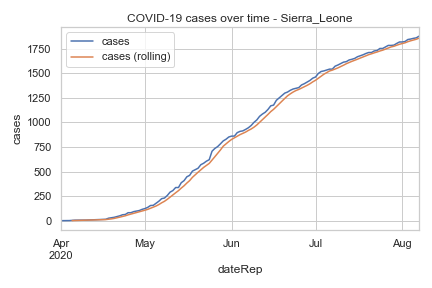 COVID-19 cases over time - Sierra_Leone
cases
cases (rolling)
cases
1750
1500
1250
1000
750
500
250
0
Apr
2020
May
Jun
Jul
Aug
dateRep